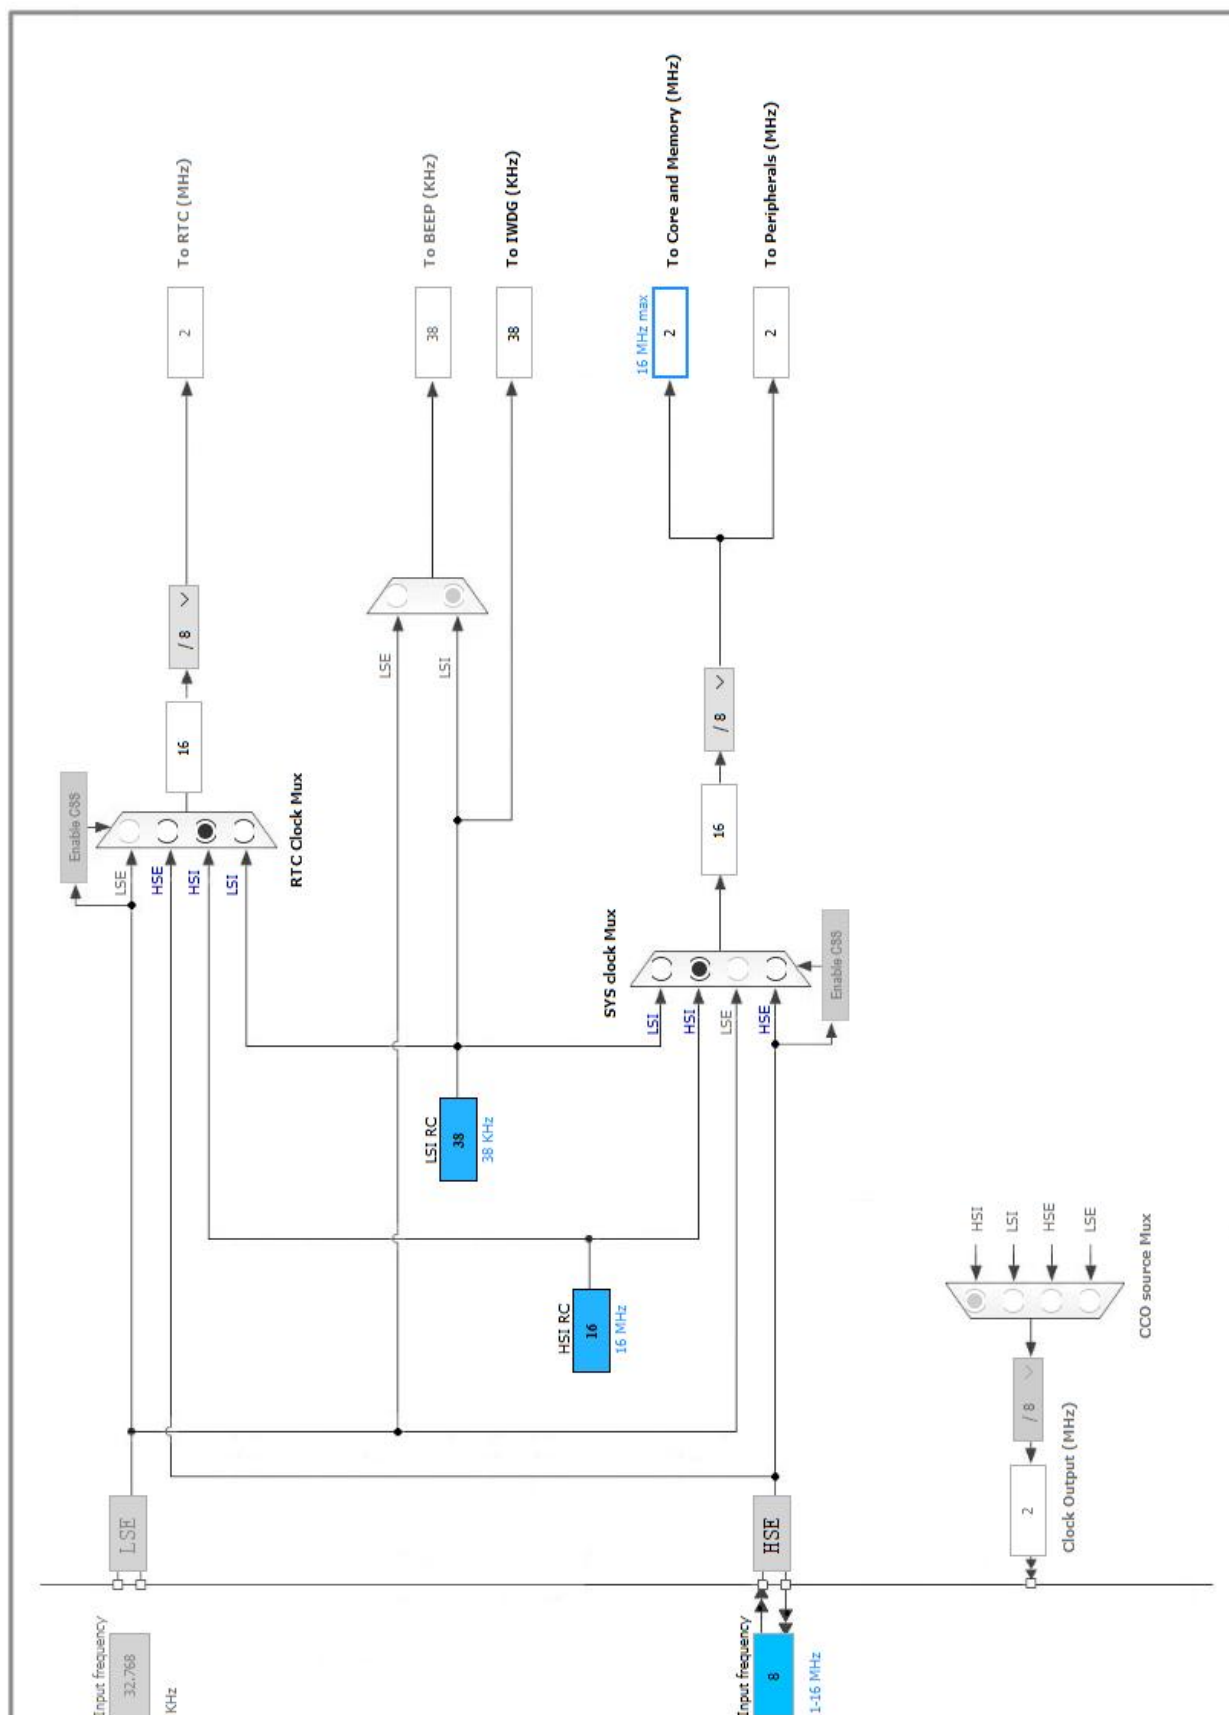 Input frequency
32.768
KHz
LSE
Enable CSS
LSE
HSE
HSI
LSI
RTC Clock Mux
16
/ 8
2
To RTC (MHz)
LSE
LSI
38
To BEEP (KHz)
38
To IWDG (KHz)
LSI RC
38
38 KHz
HSI RC
16
16 MHz
SYS clock Mux
LSI
HSI
LSE
HSE
Enable CSS
16
/ 8
16 MHz max
2
To Core and Memory (MHz)
2
To Peripherals (MHz)
Input frequency
8
1-16 MHz
HSE
HSI
LSI
HSE
LSE
CCO source Mux
/ 8
2
Clock Output (MHz)